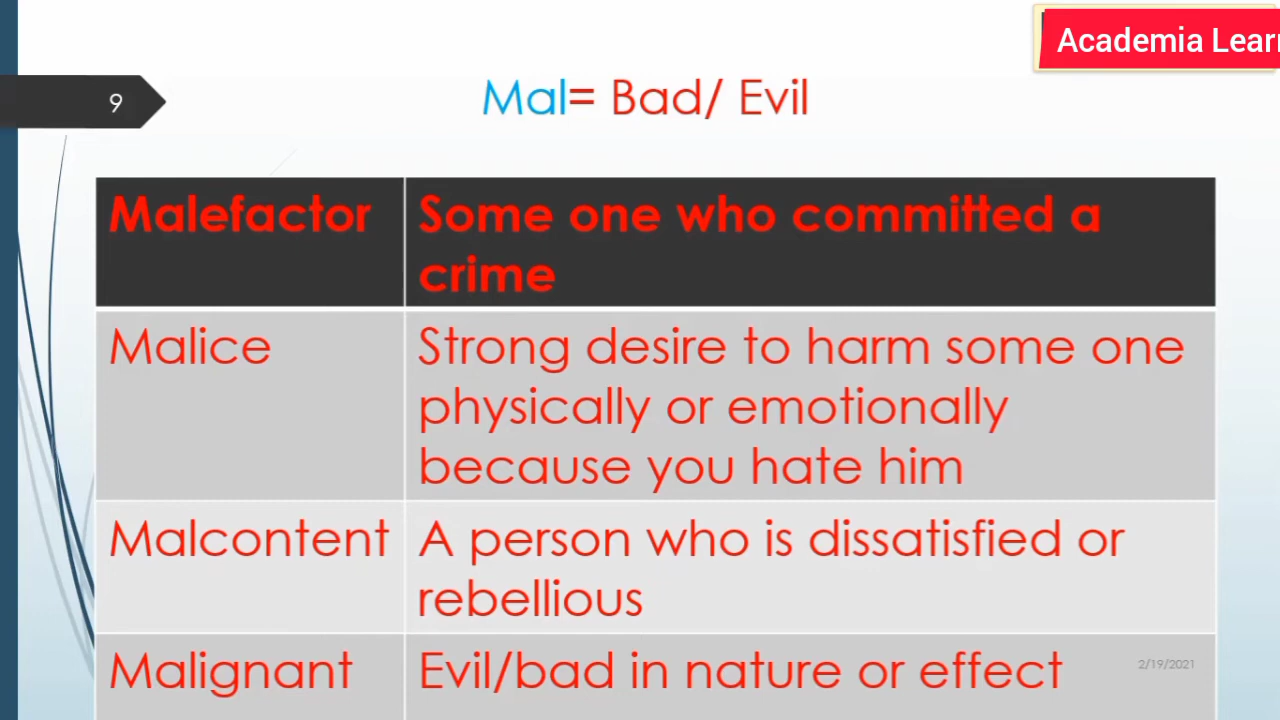 Academia Lear
9
Mal= Bad/ Evil
Malefactor
Some one who committed a
crime
Malice
Strong desire to harm some one
physically or emotionally
because you hate him
Malcontent
A person who is dissatisfied or
rebellious
Malignant
Evil/bad in nature or effect
2/19/2021